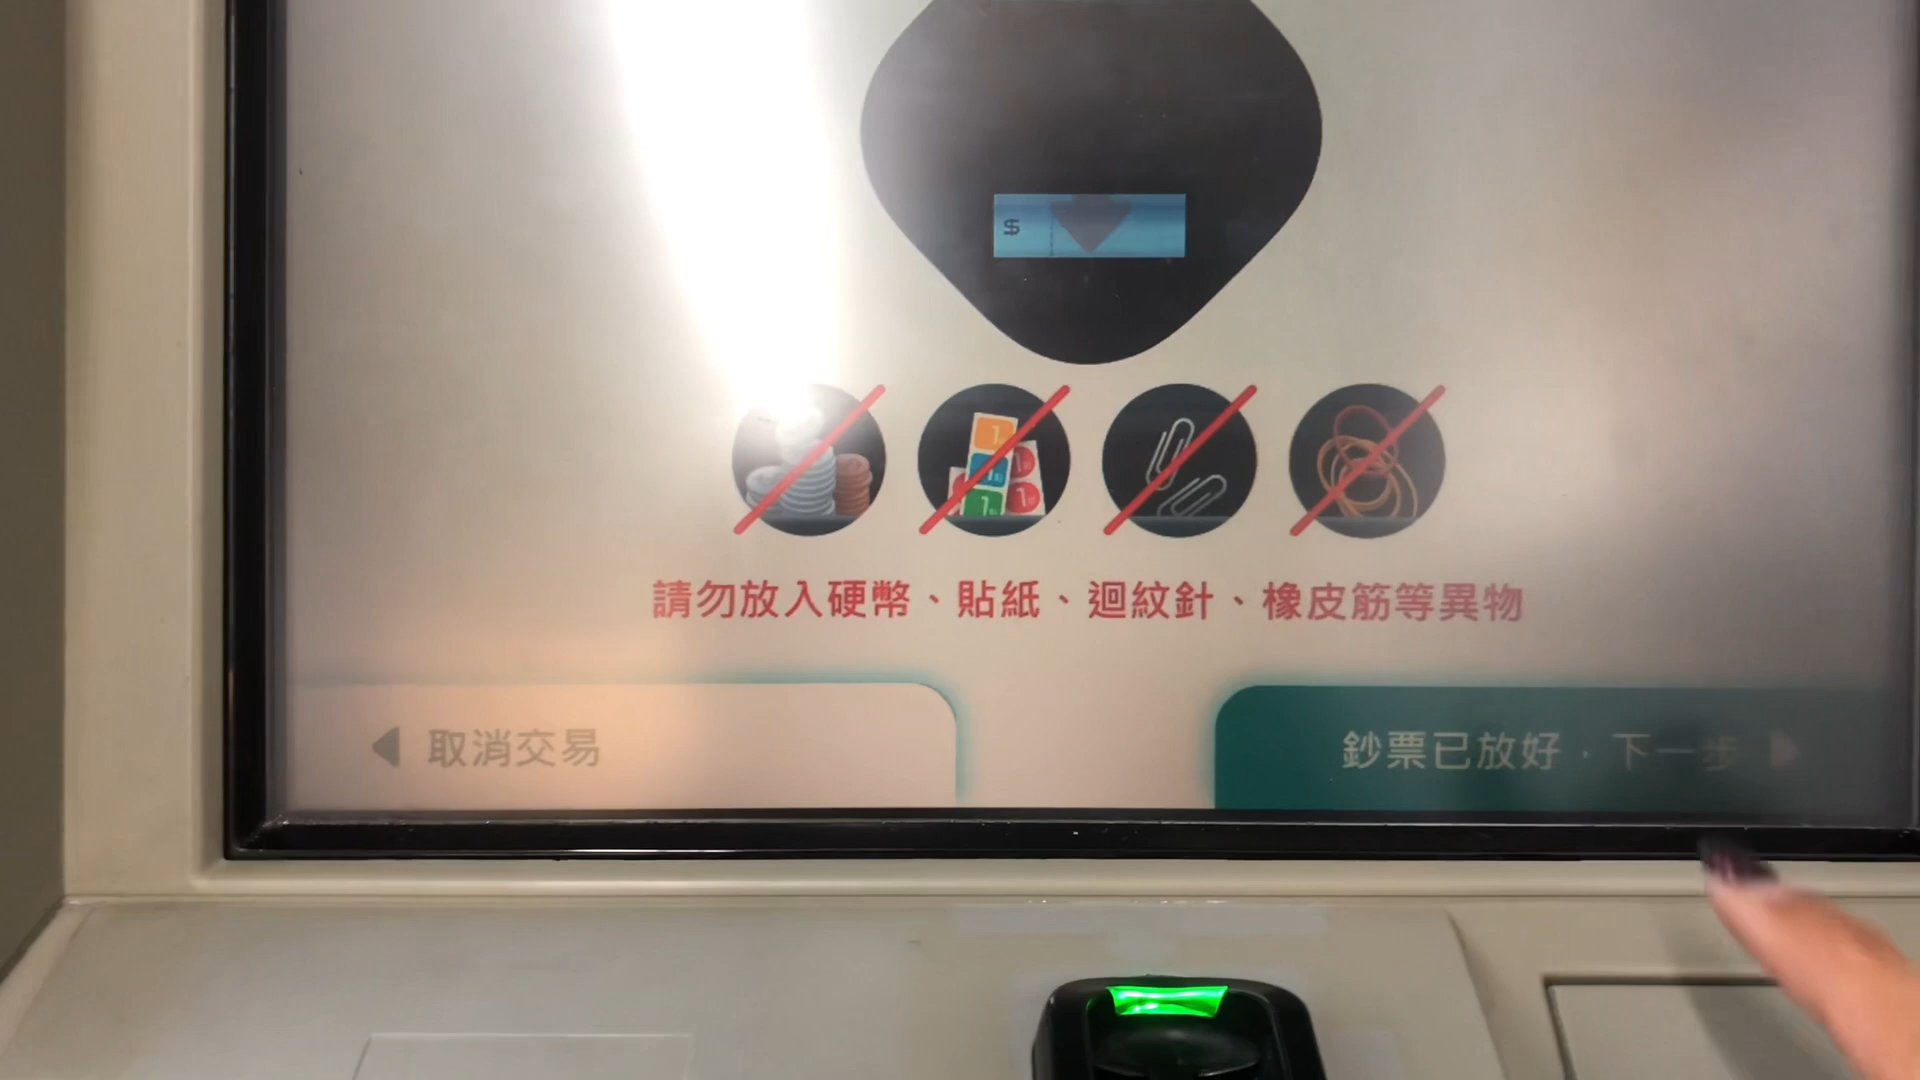 $
請勿放入硬幣、貼紙、迴紋針、橡皮筋等異物
取消交易
鈔票已放好，下一步